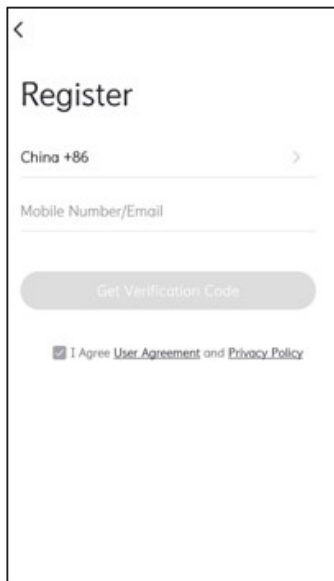 Register
China +86
Mobile Number/Email
Get Verification Code
I Agree User Agreement and Privacy Policy